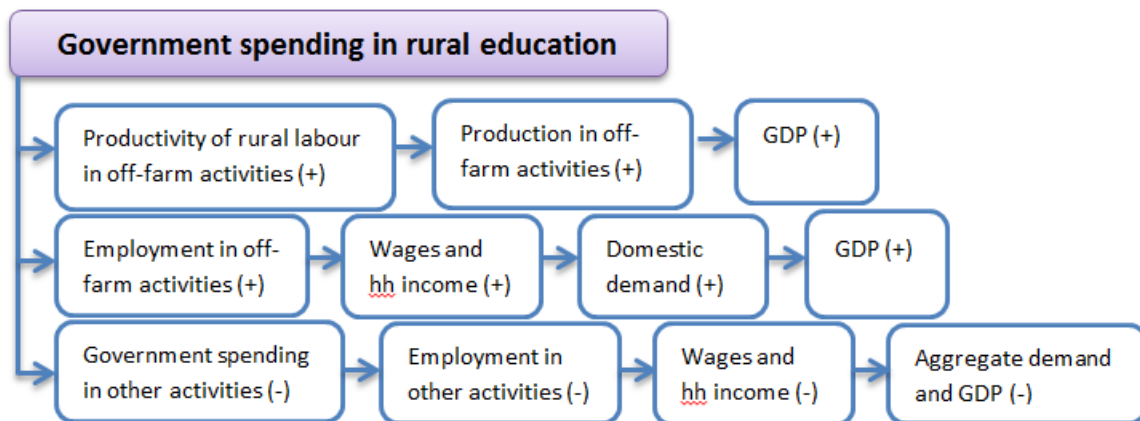 Government spending in rural education
Productivity of rural labour
in off-farm activities (+)
Production in off-
farm activities (+)
GDP (+)
Employment in off-
farm activities (+)
Wages and
hh income (+)
Domestic
demand (+)
GDP (+)
Government spending
in other activities (-)
Employment in
other activities (-)
Wages and
hh income (-)
Aggregate demand
and GDP (-)